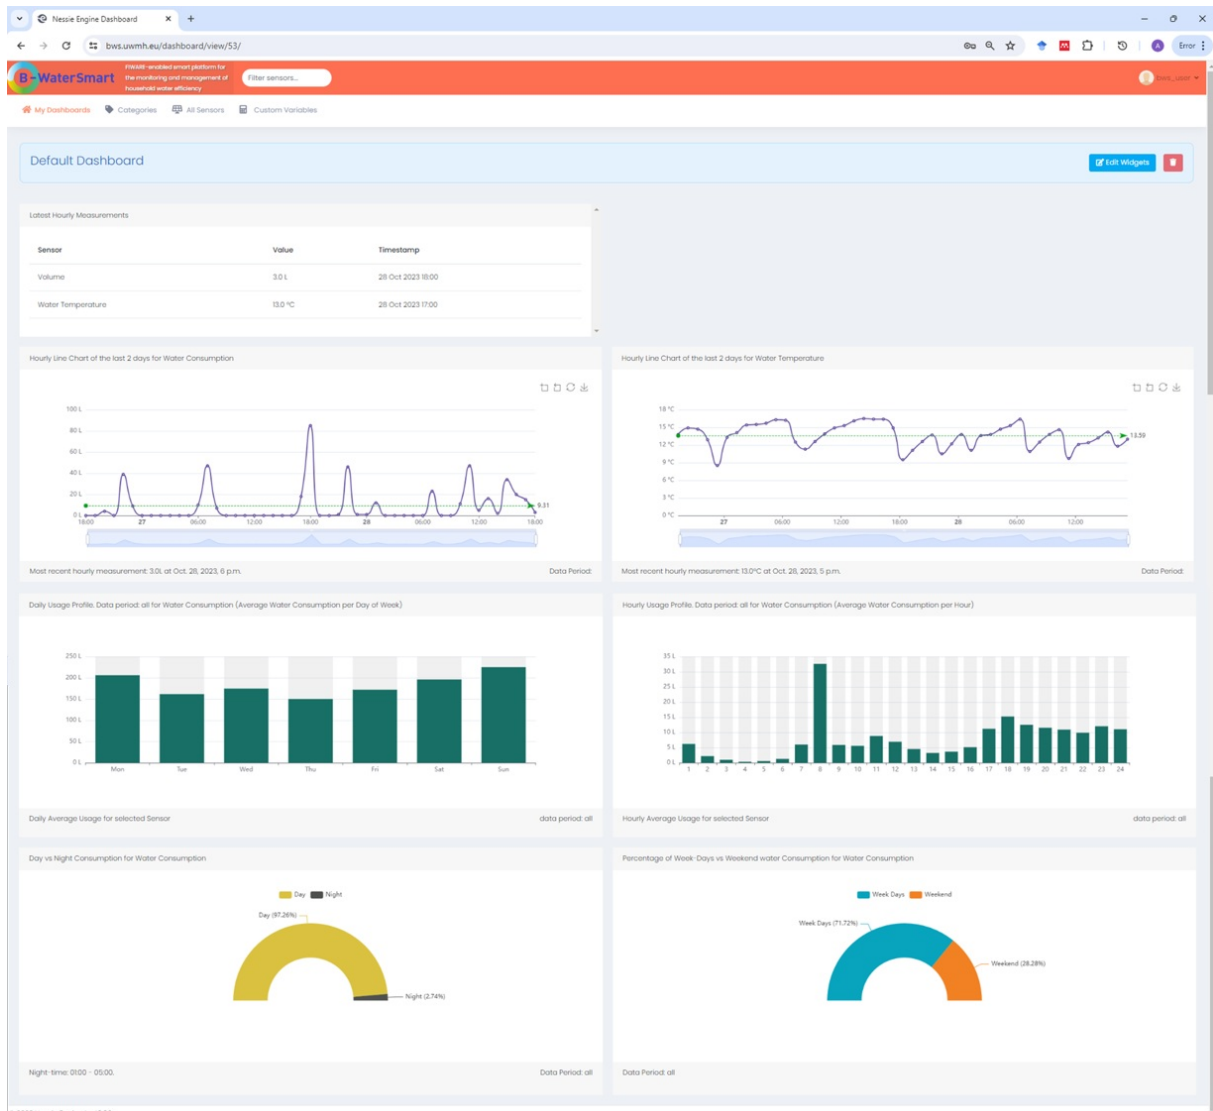 Nessie Engine Dashboard
bws.uwmh.eu/dashboard/view/53/
Error
B-WaterSmart
FIWARE-enabled smart platform for
the monitoring and management of
household water efficiency
Filter sensors...
bws_user
My Dashboards Categories All Sensors Custom Variables
Default Dashboard
Edit Widgets
Latest Hourly Measurements
Sensor Value Timestamp
Volume 3.0 L 28 Oct 2023 18:00
Water Temperature 13.0 °C 28 Oct 2023 17:00
Hourly Line Chart of the last 2 days for Water Consumption
100 L
80 L
60 L
40 L
20 L
0 L
9.31
18:00 27 06:00 12:00 18:00 28 06:00 12:00 18:00
Most recent hourly measurement: 3.0L at Oct. 28, 2023, 6 p.m. Data Period:
Hourly Line Chart of the last 2 days for Water Temperature
18 °C
15 °C
12 °C
9 °C
6 °C
3 °C
0 °C
13.50
27 06:00 12:00 18:00 28 06:00 12:00
Most recent hourly measurement: 13.0°C at Oct. 28, 2023, 5 p.m. Data Period:
Daily Usage Profile. Data period: all for Water Consumption (Average Water Consumption per Day of Week)
250 L
200 L
150 L
100 L
50 L
0 L
Mon Tue Wed Thu Fri Sat Sun
Daily Average Usage for selected Sensor data period: all
Hourly Usage Profile. Data period: all for Water Consumption (Average Water Consumption per Hour)
35 L
30 L
25 L
20 L
15 L
10 L
5 L
0 L
1 2 3 4 5 6 7 8 9 10 11 12 13 14 15 16 17 18 19 20 21 22 23 24
Hourly Average Usage for selected Sensor data period: all
Day vs Night Consumption for Water Consumption
Day Night
Day (97.26%)
Night (2.74%)
Night-time: 01:00 - 05:00. Data Period: all
Percentage of Week-Days vs Weekend water Consumption for Water Consumption
Week Days Weekend
Week Days (71.72%)
Weekend (28.28%)
Data Period: all